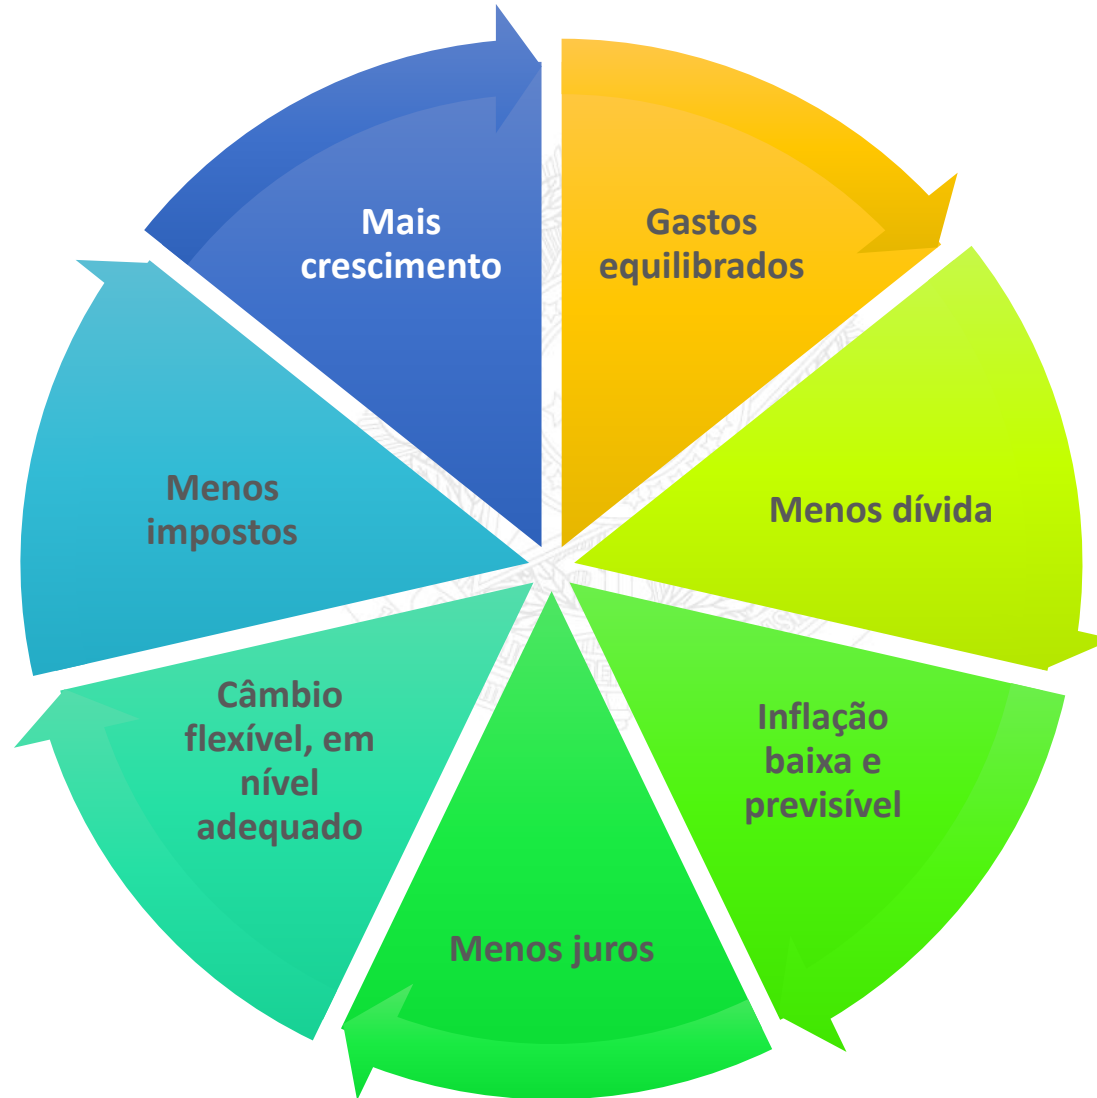 Mais
crescimento
Gastos
equilibrados
Menos dívida
Inflação
baixa e
previsível
Menos juros
Câmbio
flexível, em
nível
adequado
Menos
impostos